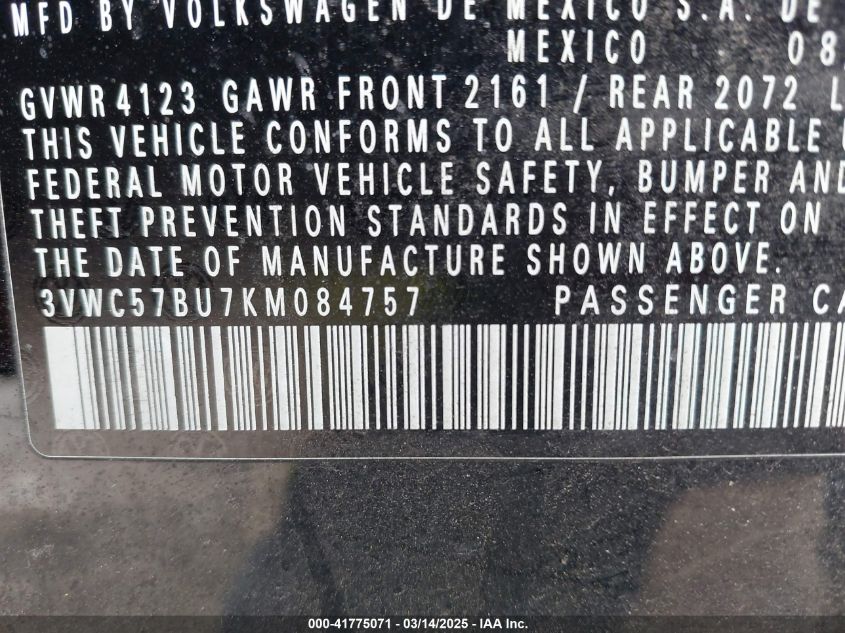 MFD BY VOLKSWAGEN DE MEXICO S.A. DE
MEXICO 08
GVWR 4123 GAWR FRONT 2161 / REAR 2072 L
THIS VEHICLE CONFORMS TO ALL APPLICABLE
FEDERAL MOTOR VEHICLE SAFETY, BUMPER AND
THEFT PREVENTION STANDARDS IN EFFECT ON
THE DATE OF MANUFACTURE SHOWN ABOVE.
3VWC57BU7KM084757 PASSENGER CA
000-41775071 - 03/14/2025 - IAA Inc.